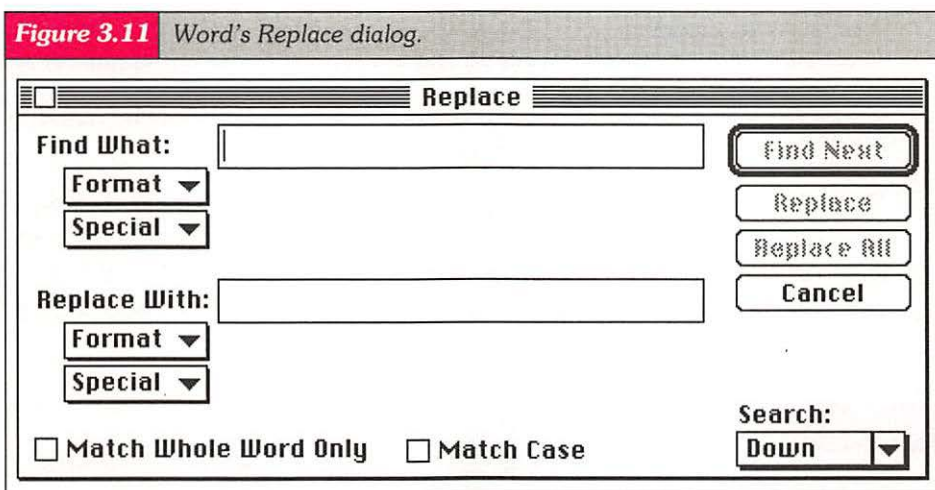 Figure 3.11 Word's Replace dialog.
Replace
Find What:
Format
Special
Find Next
Replace
Replace All
Cancel
Replace With:
Format
Special
Match Whole Word Only
Match Case
Search:
Down